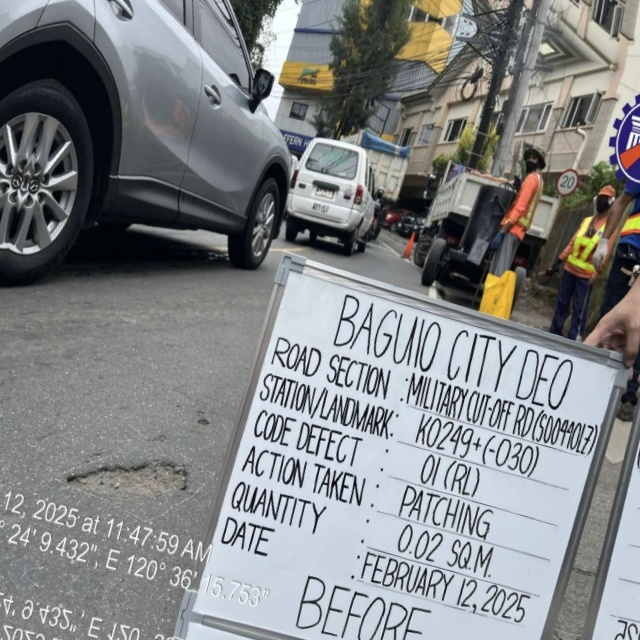 BAGUIO CITY DEO
ROAD SECTION : MILITARY CUT-OFF RD (S00440LZ)
STATION/LANDMARK: K0249+(-030)
CODE DEFECT : 01 (RL)
ACTION TAKEN : PATCHING
QUANTITY : 0.02 SQ.M.
DATE : FEBRUARY 12, 2025
BEFORE
20
12, 2025 at 11:47:59 AM
° 24' 9.432", E 120° 36' 15.753"